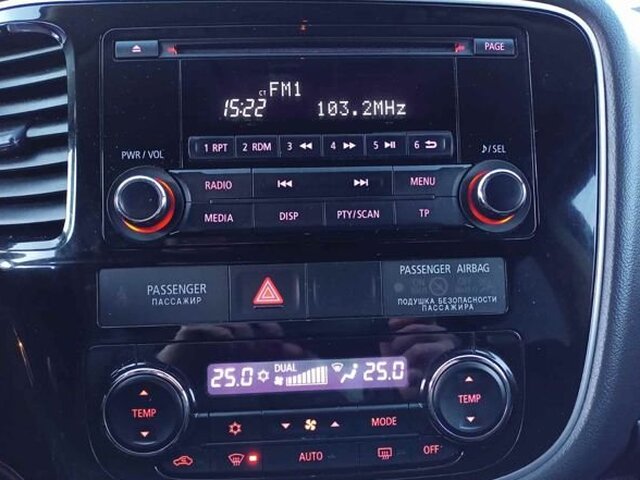 PAGE
CT FM1
15:22 103.2MHz
1 RPT 2 RDM 3 4 5 6
PWR / VOL
/ SEL
RADIO MENU
MEDIA DISP PTY/SCAN TP
PASSENGER
ПАССАЖИР
PASSENGER AIRBAG
ПОДУШКА БЕЗОПАСНОСТИ
ПАССАЖИРА
DUAL
25.0 25.0
TEMP
TEMP
MODE
AUTO
OFF